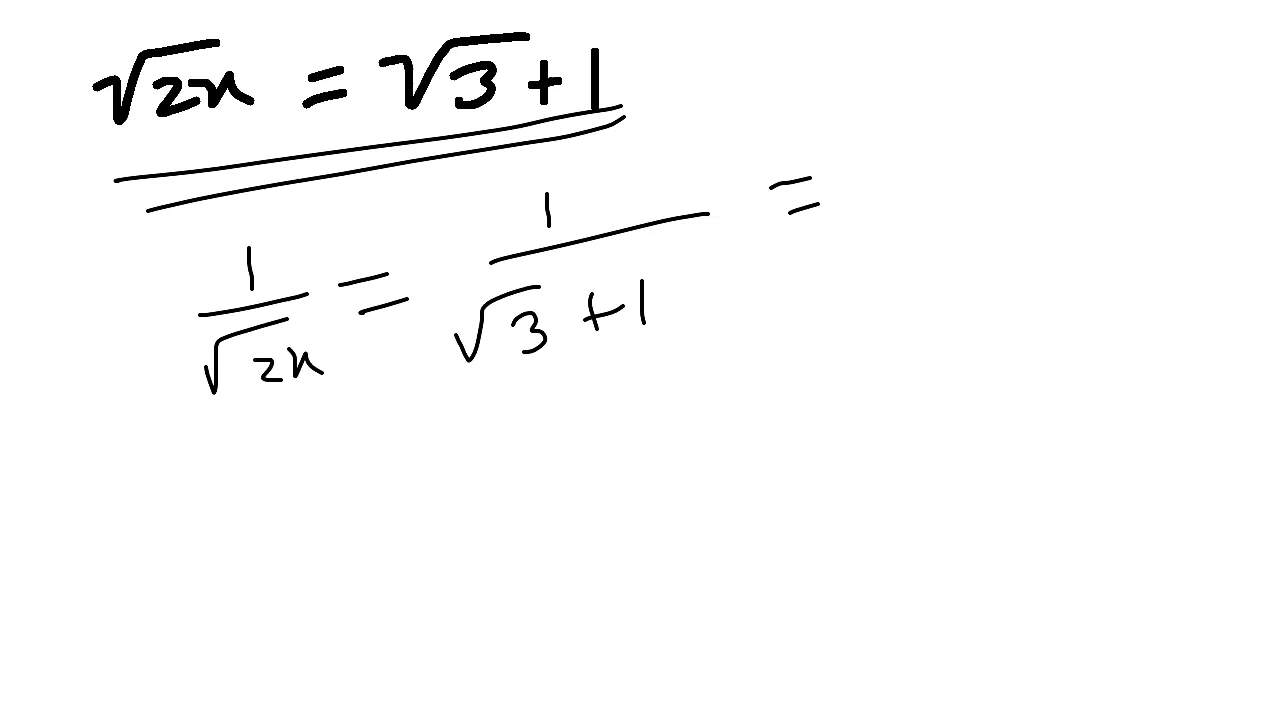 √2x = √3 + 1
1/√2x = 1/(√3 + 1) =